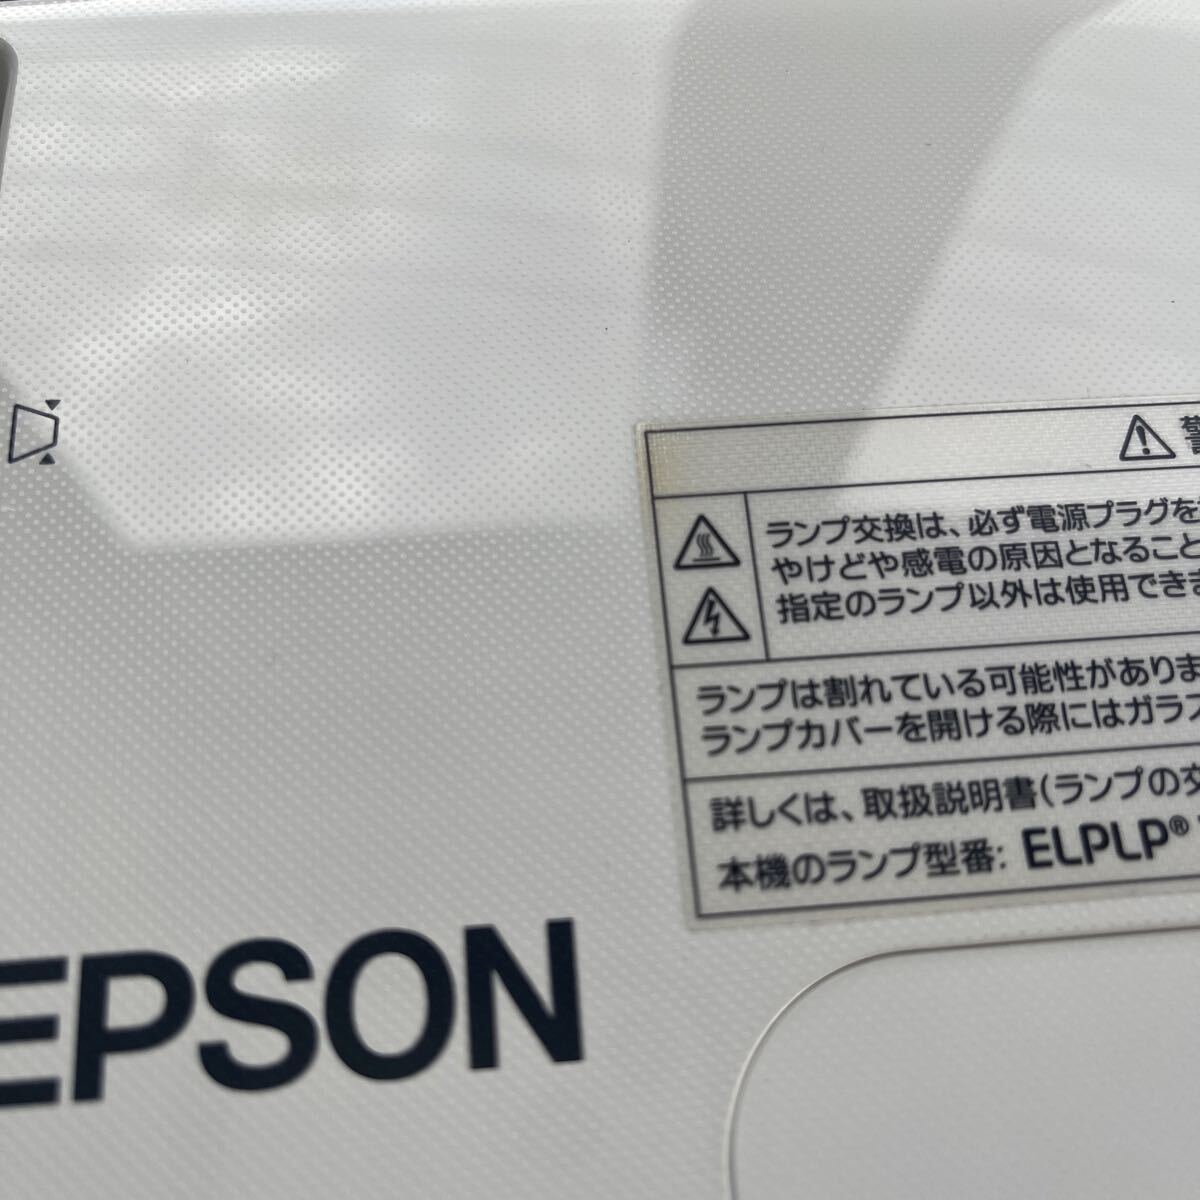 ランプ交換は、必ず電源プラグを
やけどや感電の原因となること
指定のランプ以外は使用でき
ランプは割れている可能性がありま
ランプカバーを開ける際にはガラス
詳しくは、取扱説明書(ランプの交
本機のランプ型番: ELPLP®
EPSON